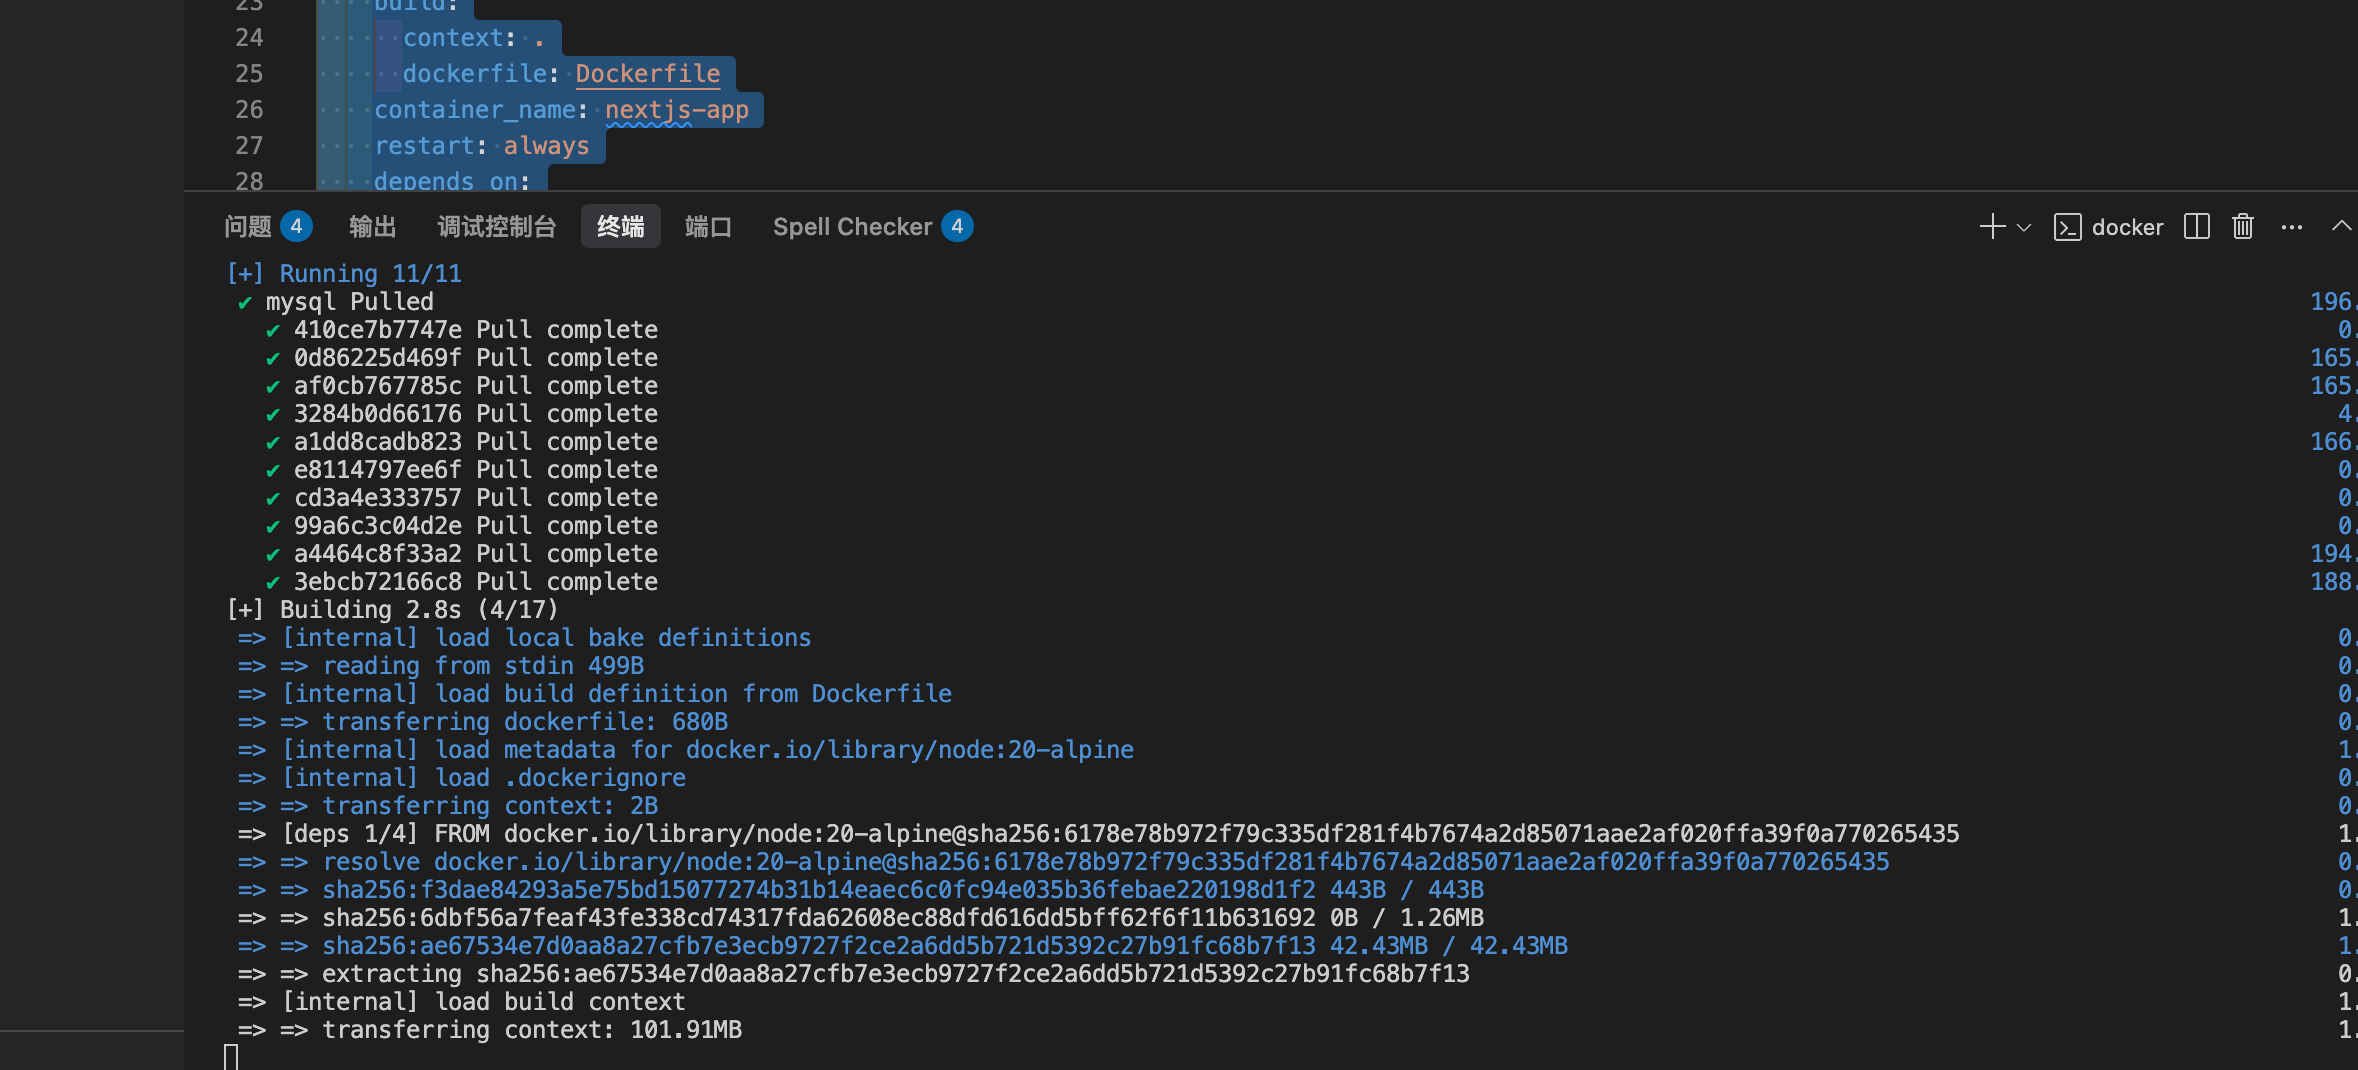 23 build:
24 context: .
25 dockerfile: Dockerfile
26 container_name: nextjs-app
27 restart: always
28 depends_on:
问题 4 输出 调试控制台 终端 端口 Spell Checker 4 docker
[+] Running 11/11
✔ mysql Pulled 196.
✔ 410ce7b7747e Pull complete 0.
✔ 0d86225d469f Pull complete 165.
✔ af0cb767785c Pull complete 165.
✔ 3284b0d66176 Pull complete 4.
✔ a1dd8cadb823 Pull complete 166.
✔ e8114797ee6f Pull complete 0.
✔ cd3a4e333757 Pull complete 0.
✔ 99a6c3c04d2e Pull complete 0.
✔ a4464c8f33a2 Pull complete 194.
✔ 3ebcb72166c8 Pull complete 188.
[+] Building 2.8s (4/17)
=> [internal] load local bake definitions 0.
=> => reading from stdin 499B 0.
=> [internal] load build definition from Dockerfile 0.
=> => transferring dockerfile: 680B 0.
=> [internal] load metadata for docker.io/library/node:20-alpine 1.
=> [internal] load .dockerignore 0.
=> => transferring context: 2B 0.
=> [deps 1/4] FROM docker.io/library/node:20-alpine@sha256:6178e78b972f79c335df281f4b7674a2d85071aae2af020ffa39f0a770265435 1.
=> => resolve docker.io/library/node:20-alpine@sha256:6178e78b972f79c335df281f4b7674a2d85071aae2af020ffa39f0a770265435 0.
=> => sha256:f3dae84293a5e75bd15077274b31b14eaec6c0fc94e035b36febae220198d1f2 443B / 443B 0.
=> => sha256:6dbf56a7feaf43fe338cd74317fda62608ec88dfd616dd5bff62f6f11b631692 0B / 1.26MB 1.
=> => sha256:ae67534e7d0aa8a27cfb7e3ecb9727f2ce2a6dd5b721d5392c27b91fc68b7f13 42.43MB / 42.43MB 1.
=> => extracting sha256:ae67534e7d0aa8a27cfb7e3ecb9727f2ce2a6dd5b721d5392c27b91fc68b7f13 0.
=> [internal] load build context 1.
=> => transferring context: 101.91MB 1.